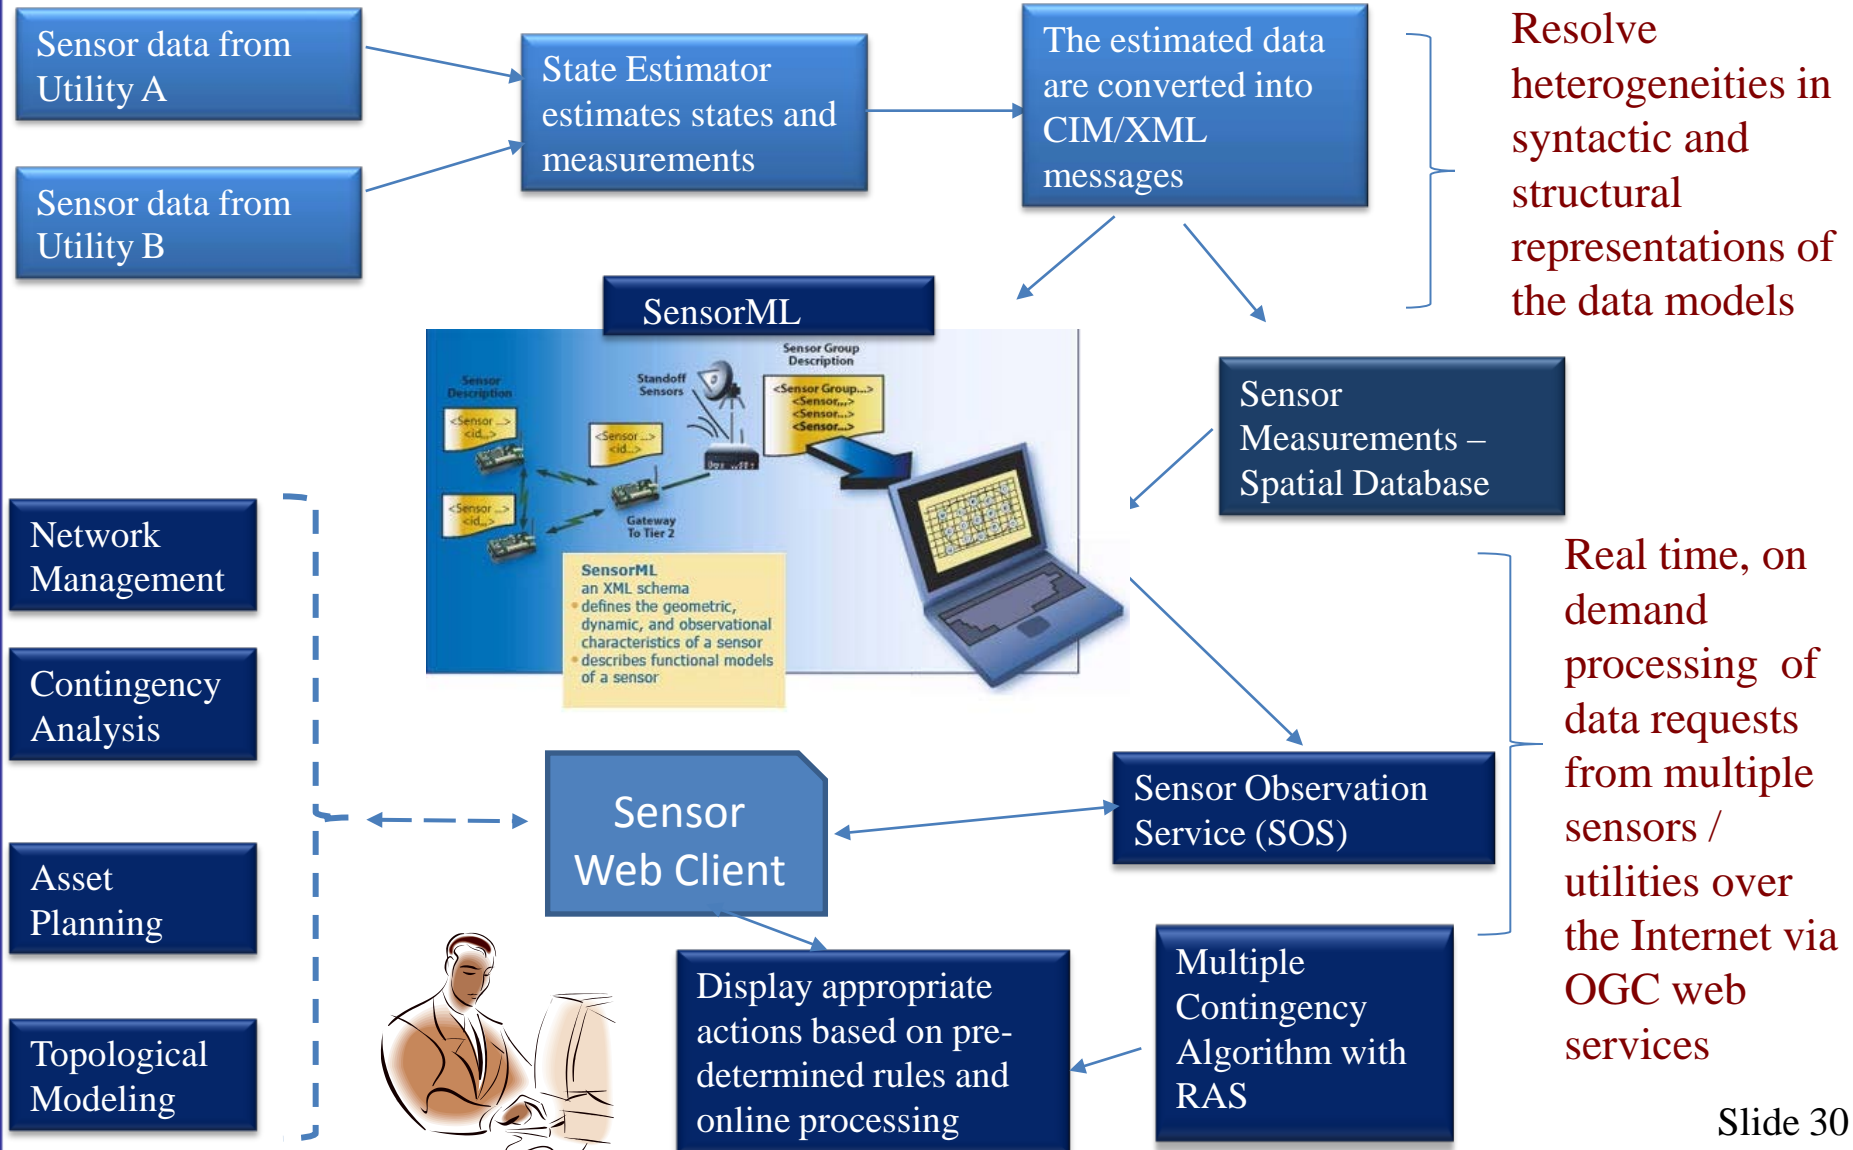 Sensor data from
Utility A
Sensor data from
Utility B
State Estimator
estimates states and
measurements
The estimated data
are converted into
CIM/XML
messages
Resolve
heterogeneities in
syntactic and
structural
representations of
the data models
SensorML
Sensor
Description
<Sensor ...>
<id...>
<Sensor ...>
<id...>
<Sensor ...>
<id...>
Standoff
Sensors
Gateway
To Tier 2
Sensor Group
Description
<Sensor Group...>
<Sensor...>
<Sensor...>
<Sensor...>
SensorML
an XML schema
• defines the geometric,
dynamic, and observational
characteristics of a sensor
• describes functional models
of a sensor
Sensor
Measurements –
Spatial Database
Network
Management
Contingency
Analysis
Asset
Planning
Topological
Modeling
Sensor
Web Client
Sensor Observation
Service (SOS)
Display appropriate
actions based on pre-
determined rules and
online processing
Multiple
Contingency
Algorithm with
RAS
Real time, on
demand
processing of
data requests
from multiple
sensors /
utilities over
the Internet via
OGC web
services
Slide 30